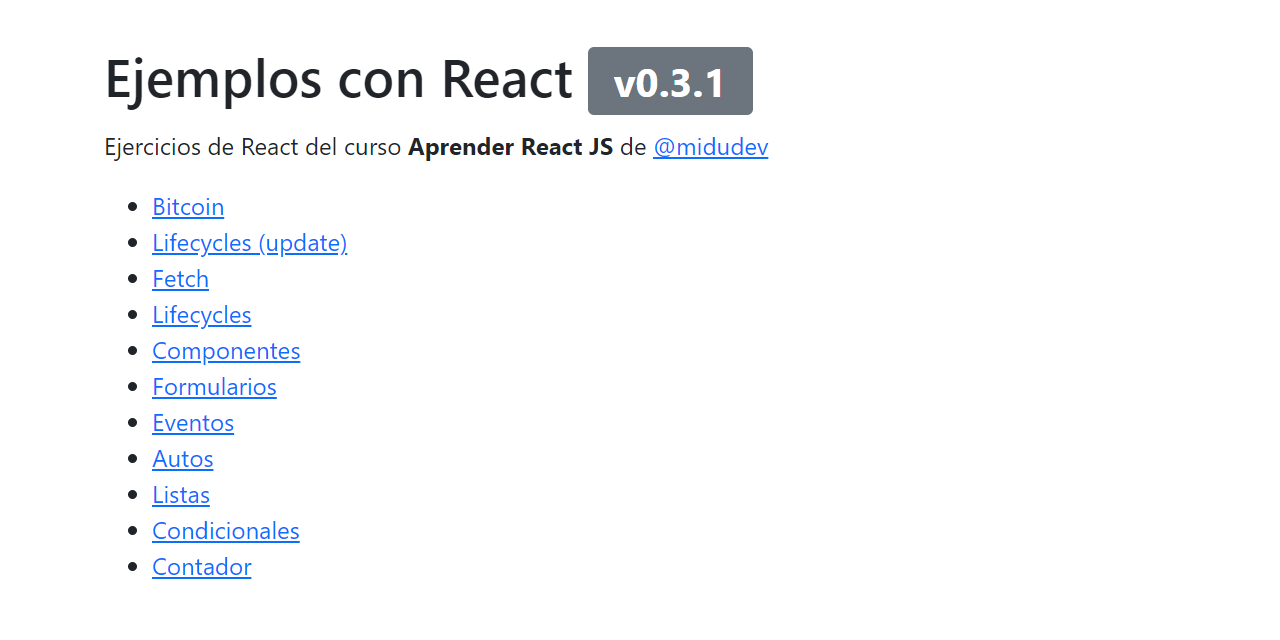 Ejemplos con React v0.3.1
Ejercicios de React del curso Aprender React JS de @midudev
Bitcoin
Lifecycles (update)
Fetch
Lifecycles
Componentes
Formularios
Eventos
Autos
Listas
Condicionales
Contador